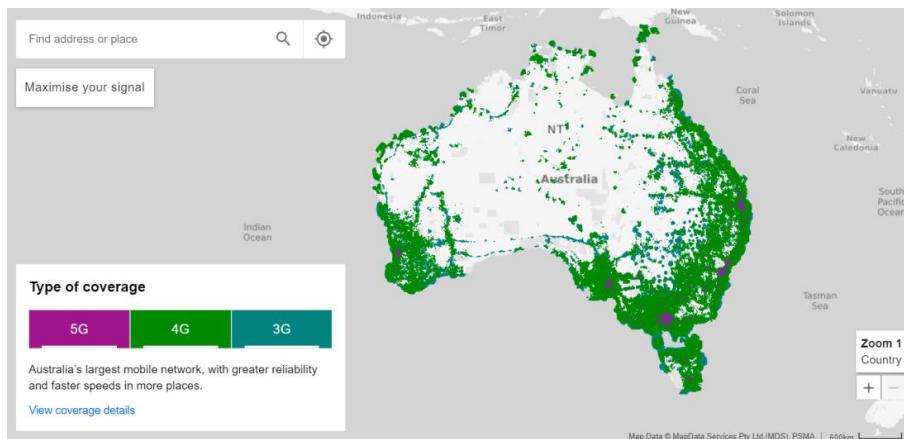 Find address or place
Maximise your signal
Indonesia
East
Timor
New
Guinea
Solomon
Islands
Coral
Sea
Vanuatu
New
Caledonia
NT
Australia
South
Pacific
Ocean
Indian
Ocean
Tasman
Sea
Type of coverage
5G
4G
3G
Australia's largest mobile network, with greater reliability
and faster speeds in more places.
View coverage details
Zoom 1
Country
Map Data © MapData Services Pty Ltd (MDS), PSMA | 600km